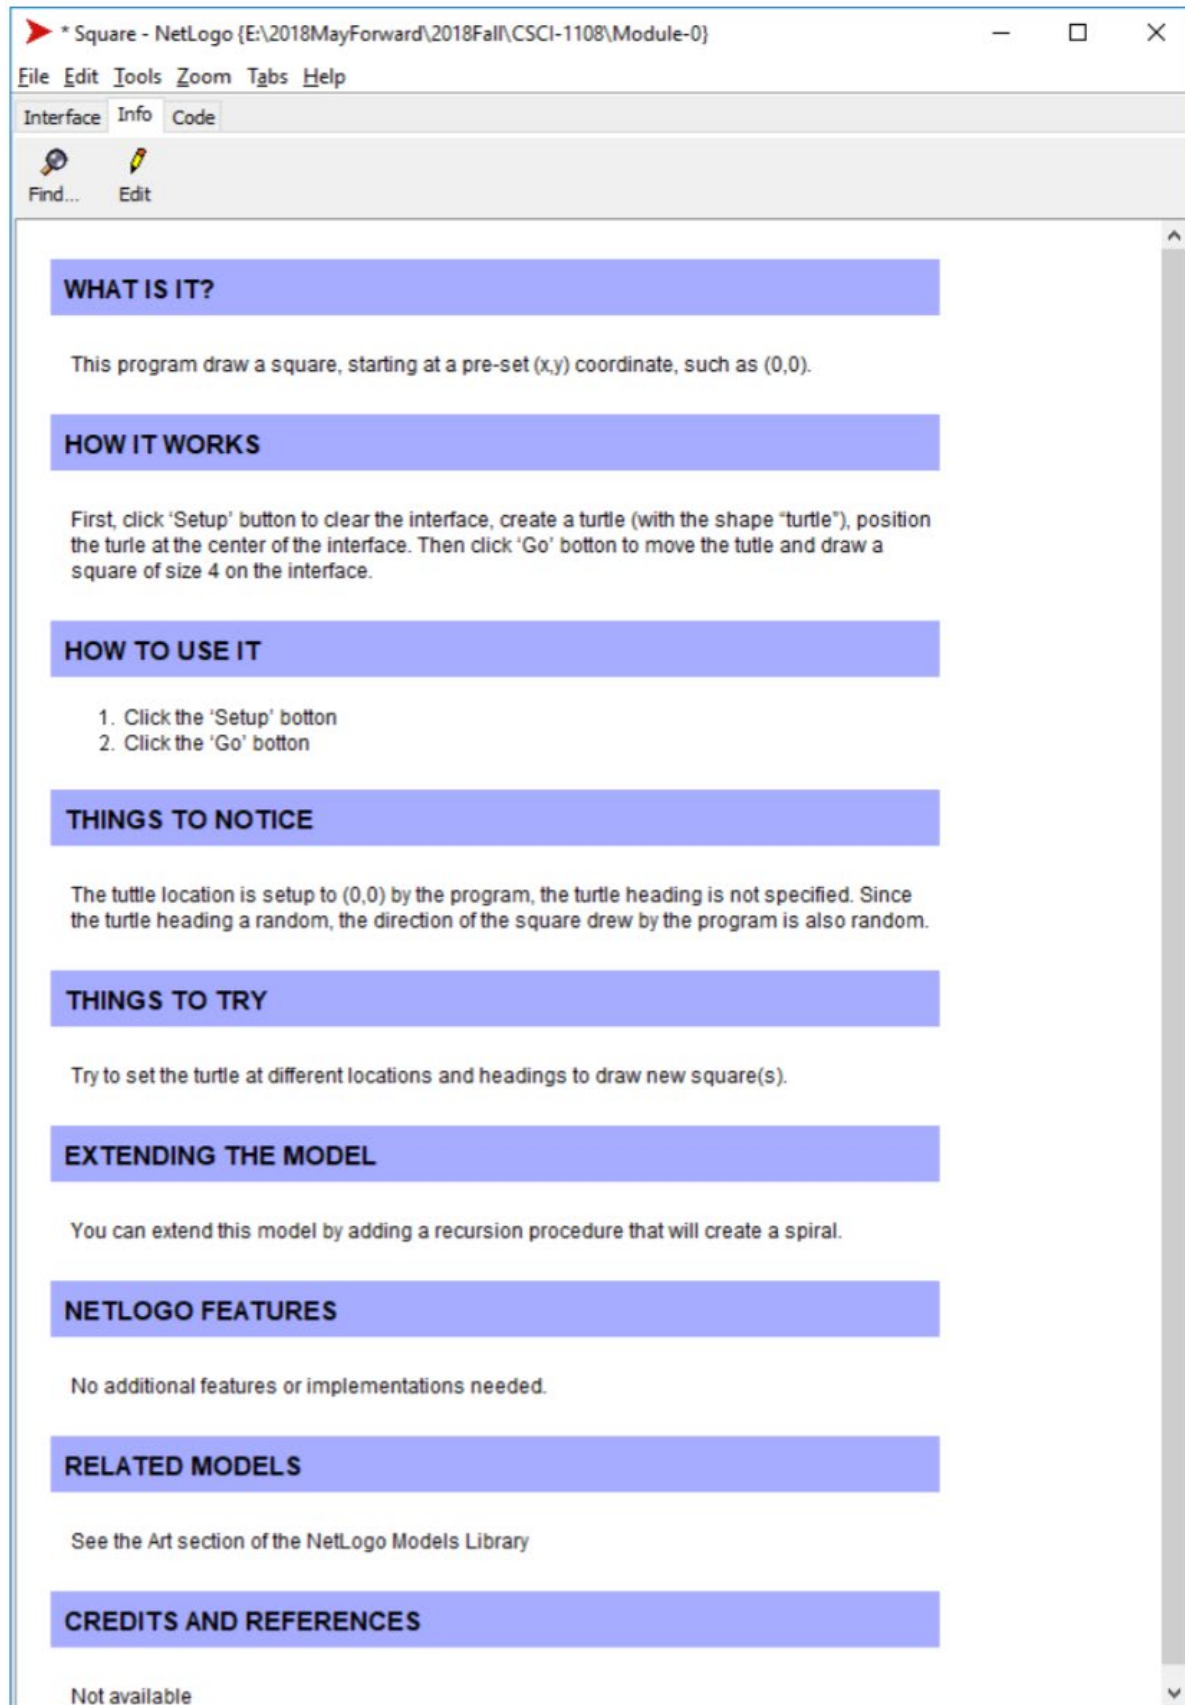 * Square - NetLogo {E:\2018MayForward\2018Fall\CSCI-1108\Module-0}
File Edit Tools Zoom Tabs Help
Interface Info Code
Find... Edit
WHAT IS IT?
This program draw a square, starting at a pre-set (x,y) coordinate, such as (0,0).
HOW IT WORKS
First, click ‘Setup’ button to clear the interface, create a turtle (with the shape “turtle”), position
the turle at the center of the interface. Then click ‘Go’ botton to move the tutle and draw a
square of size 4 on the interface.
HOW TO USE IT
1. Click the ‘Setup’ botton
2. Click the ‘Go’ botton
THINGS TO NOTICE
The tuttle location is setup to (0,0) by the program, the turtle heading is not specified. Since
the turtle heading a random, the direction of the square drew by the program is also random.
THINGS TO TRY
Try to set the turtle at different locations and headings to draw new square(s).
EXTENDING THE MODEL
You can extend this model by adding a recursion procedure that will create a spiral.
NETLOGO FEATURES
No additional features or implementations needed.
RELATED MODELS
See the Art section of the NetLogo Models Library
CREDITS AND REFERENCES
Not available